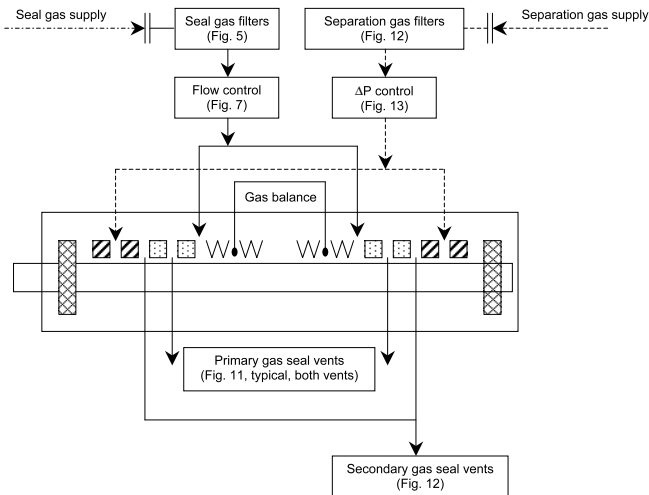 Seal gas supply
Seal gas filters
(Fig. 5)
Separation gas filters
(Fig. 12)
Separation gas supply
Flow control
(Fig. 7)
ΔP control
(Fig. 13)
Gas balance
Primary gas seal vents
(Fig. 11, typical, both vents)
Secondary gas seal vents
(Fig. 12)